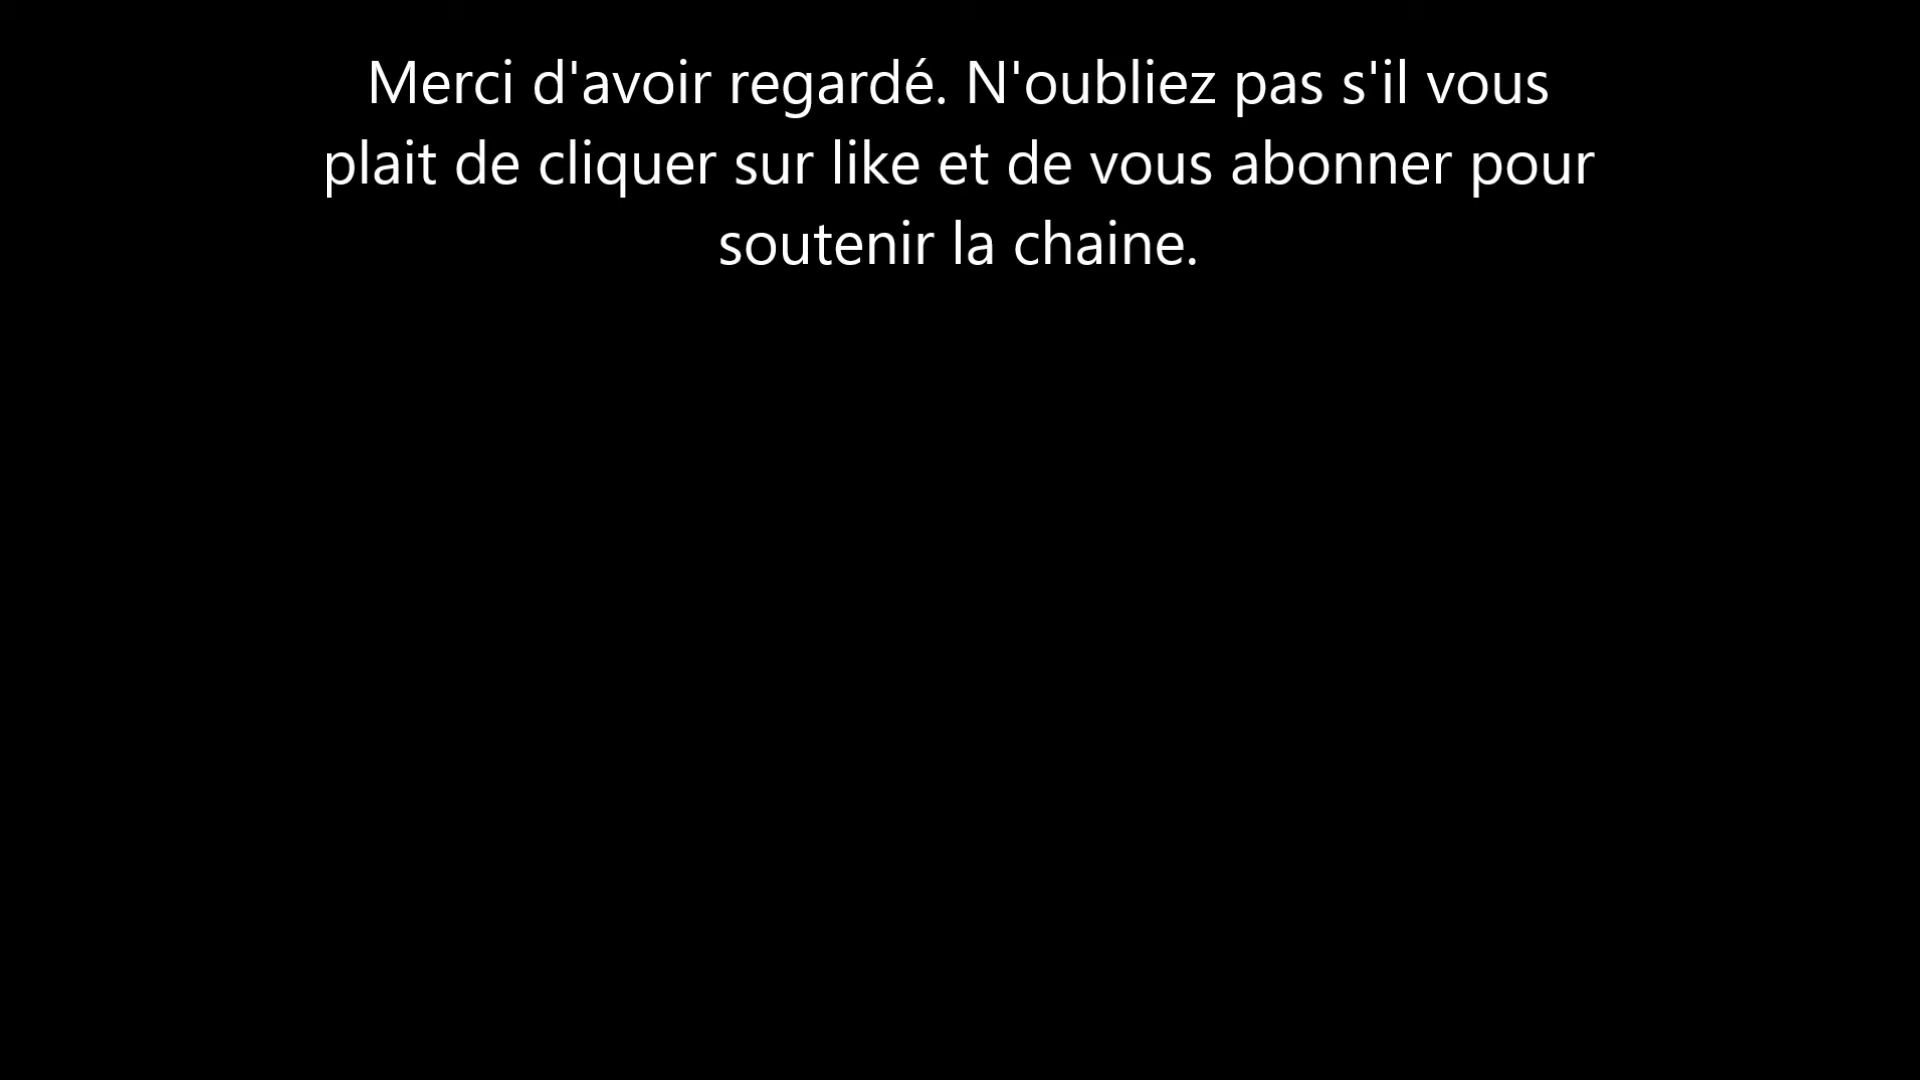 Merci d'avoir regardé. N'oubliez pas s'il vous
plait de cliquer sur like et de vous abonner pour
soutenir la chaine.